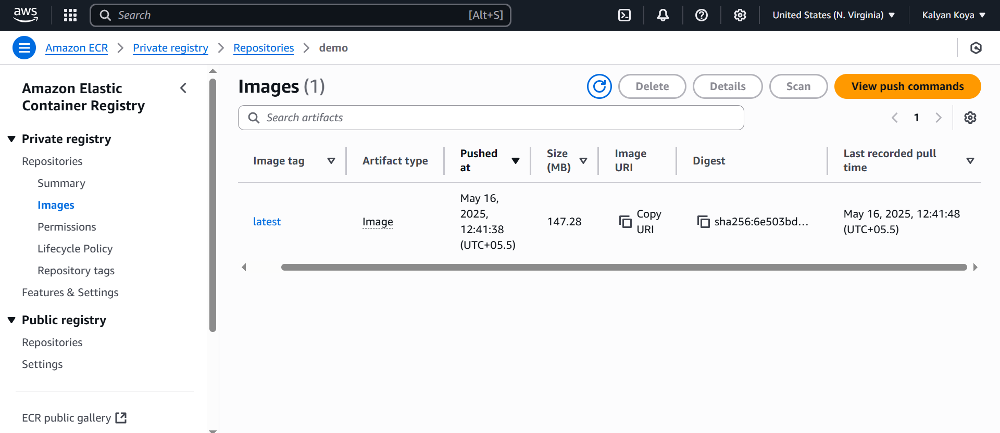 aws
Search [Alt+S]
United States (N. Virginia)
Kalyan Koya
Amazon ECR
Private registry
Repositories
demo
Amazon Elastic
Container Registry
Private registry
Repositories
Summary
Images
Permissions
Lifecycle Policy
Repository tags
Features & Settings
Public registry
Repositories
Settings
ECR public gallery
Images (1)
Delete
Details
Scan
View push commands
Search artifacts
1
Image tag
Artifact type
Pushed
at
Size
(MB)
Image
URI
Digest
Last recorded pull
time
latest
Image
May 16,
2025,
12:41:38
(UTC+05.5)
147.28
Copy
URI
sha256:6e503bd...
May 16, 2025, 12:41:48
(UTC+05.5)